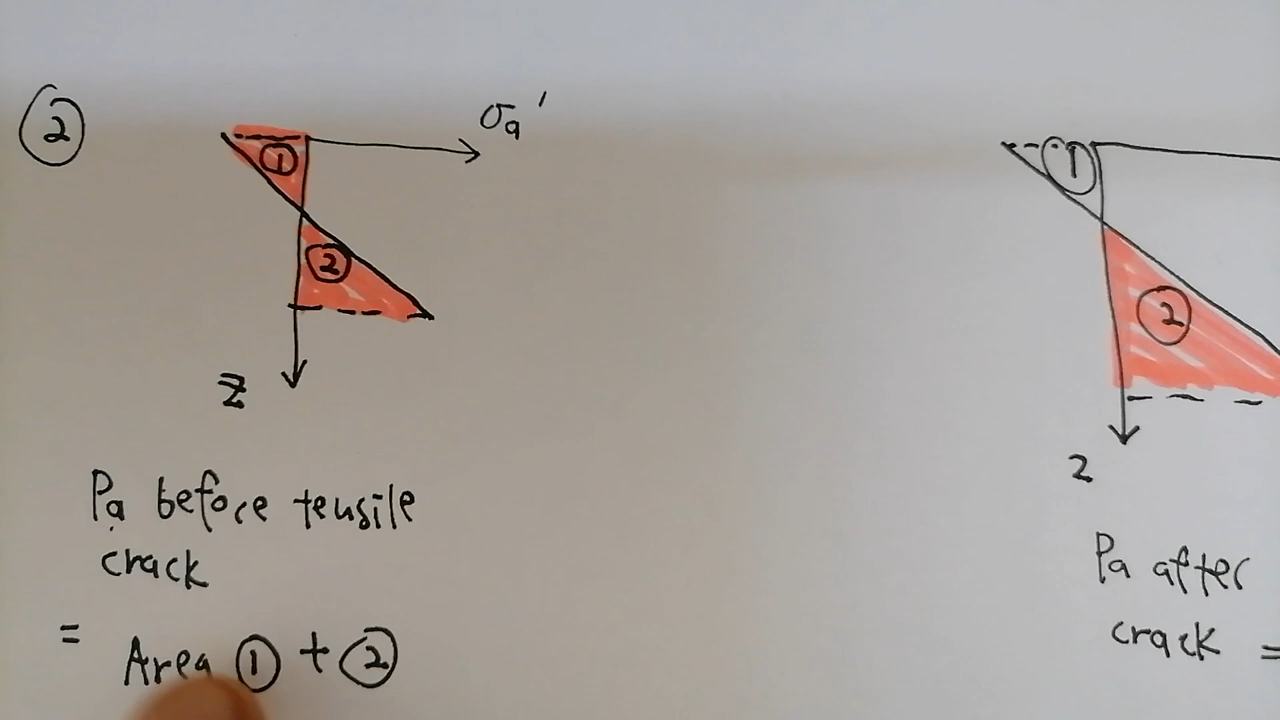 ②
σa'
①
②
z
Pa before tensile
crack
= Area ① + ②
①
②
z
Pa after
crack =